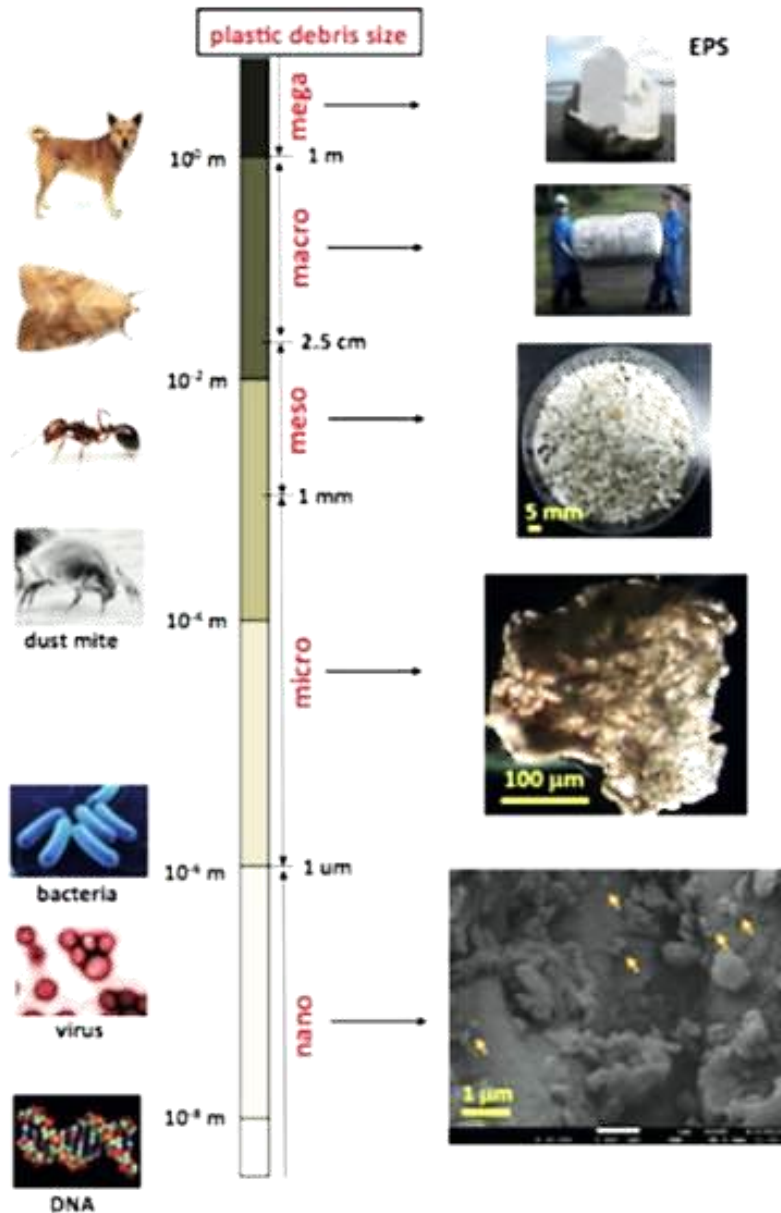 plastic debris size
EPS
mega
10⁰ m
1 m
macro
2.5 cm
10⁻² m
meso
1 mm
5 mm
dust mite
10⁻⁴ m
micro
100 µm
10⁻⁶ m
1 um
bacteria
virus
nano
1 µm
10⁻⁸ m
DNA